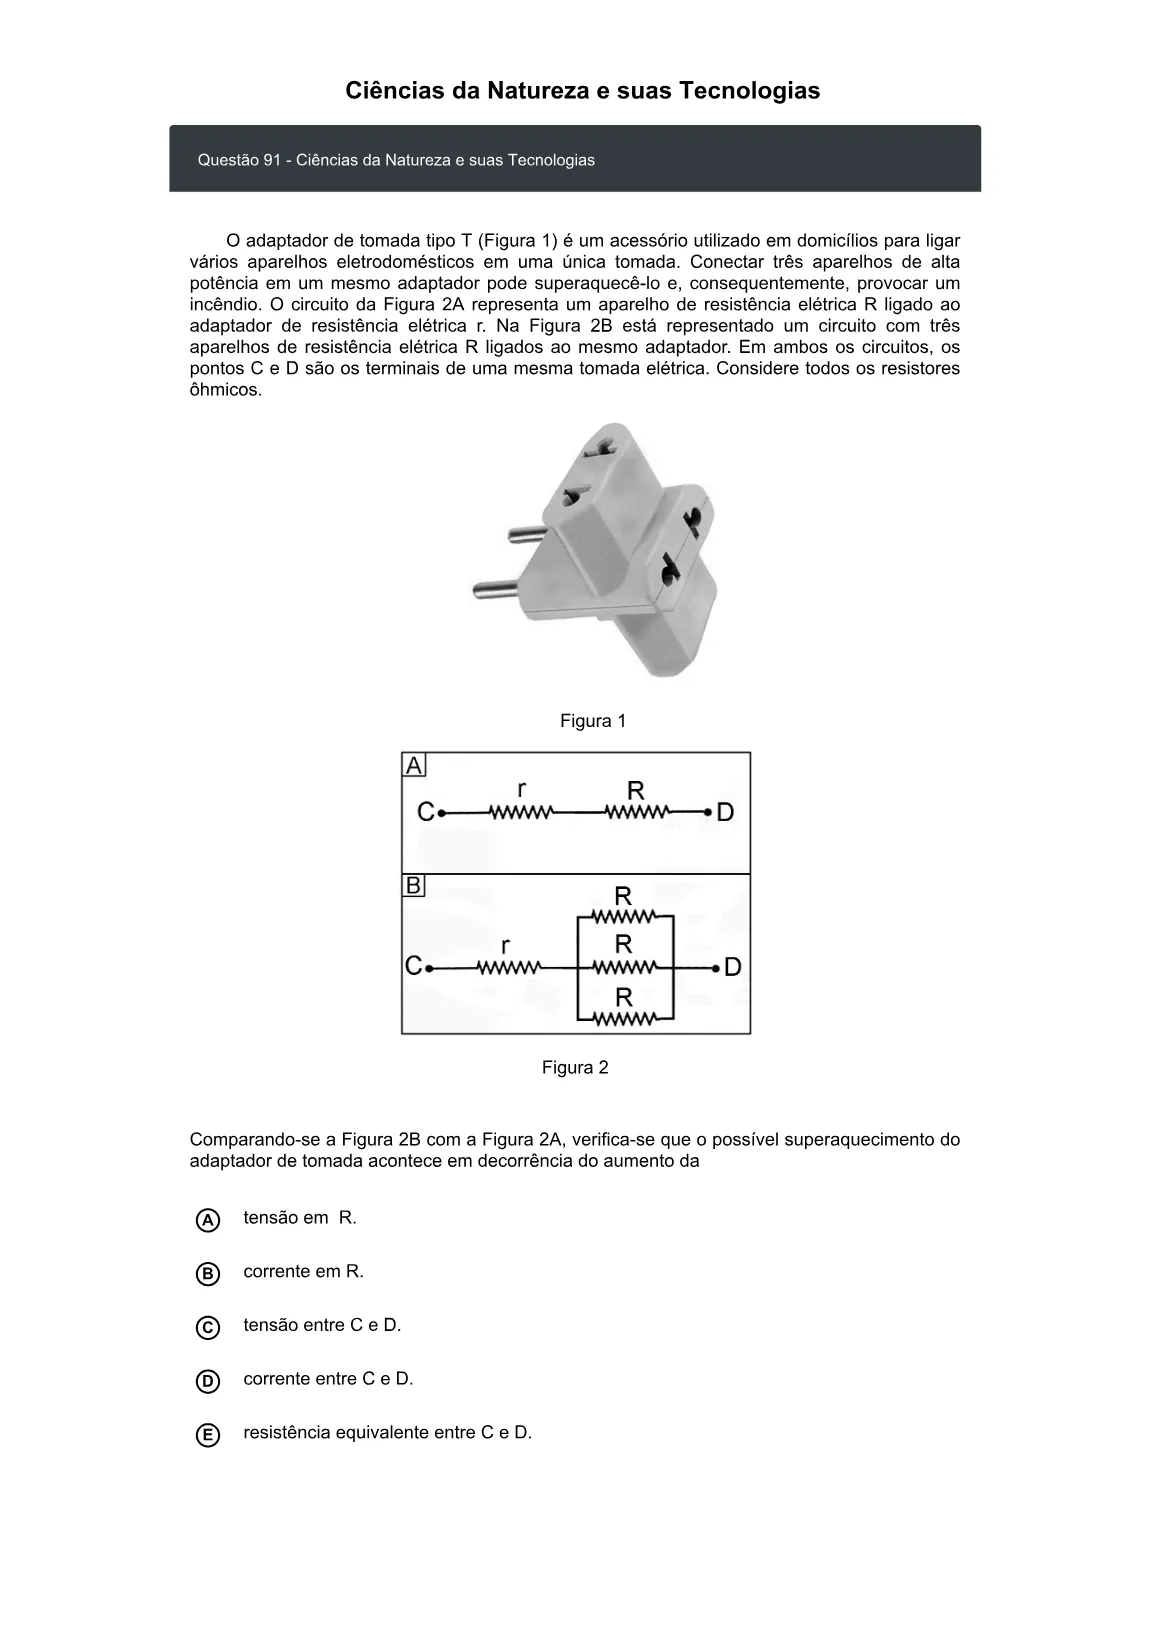 Ciências da Natureza e suas Tecnologias
Questão 91 - Ciências da Natureza e suas Tecnologias
O adaptador de tomada tipo T (Figura 1) é um acessório utilizado em domicílios para ligar
vários aparelhos eletrodomésticos em uma única tomada. Conectar três aparelhos de alta
potência em um mesmo adaptador pode superaquecê-lo e, consequentemente, provocar um
incêndio. O circuito da Figura 2A representa um aparelho de resistência elétrica R ligado ao
adaptador de resistência elétrica r. Na Figura 2B está representado um circuito com três
aparelhos de resistência elétrica R ligados ao mesmo adaptador. Em ambos os circuitos, os
pontos C e D são os terminais de uma mesma tomada elétrica. Considere todos os resistores
ôhmicos.
Figura 1
A
r R
C D
B
R
r R
C D
R
Figura 2
Comparando-se a Figura 2B com a Figura 2A, verifica-se que o possível superaquecimento do
adaptador de tomada acontece em decorrência do aumento da
A tensão em R.
B corrente em R.
C tensão entre C e D.
D corrente entre C e D.
E resistência equivalente entre C e D.